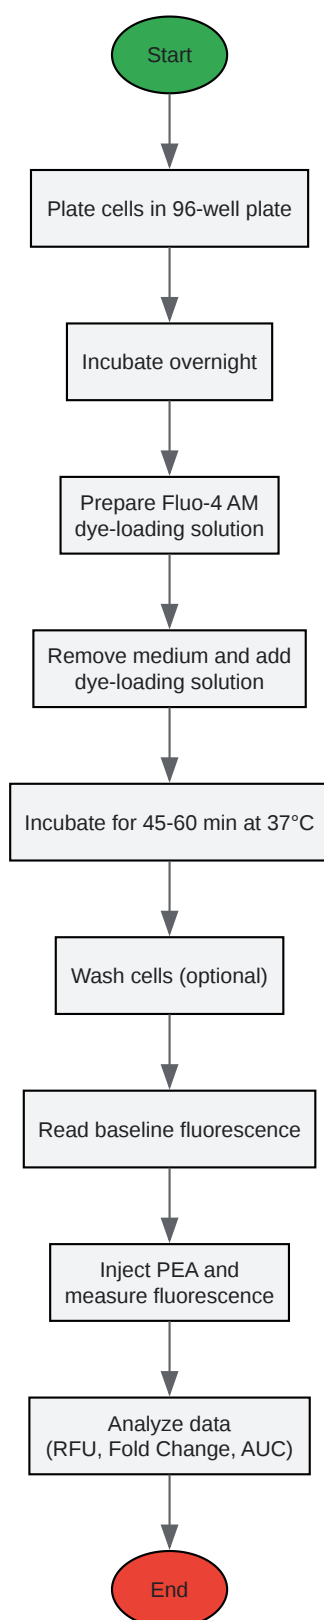 Start
Plate cells in 96-well plate
Incubate overnight
Prepare Fluo-4 AM
dye-loading solution
Remove medium and add
dye-loading solution
Incubate for 45-60 min at 37°C
Wash cells (optional)
Read baseline fluorescence
Inject PEA and
measure fluorescence
Analyze data
(RFU, Fold Change, AUC)
End